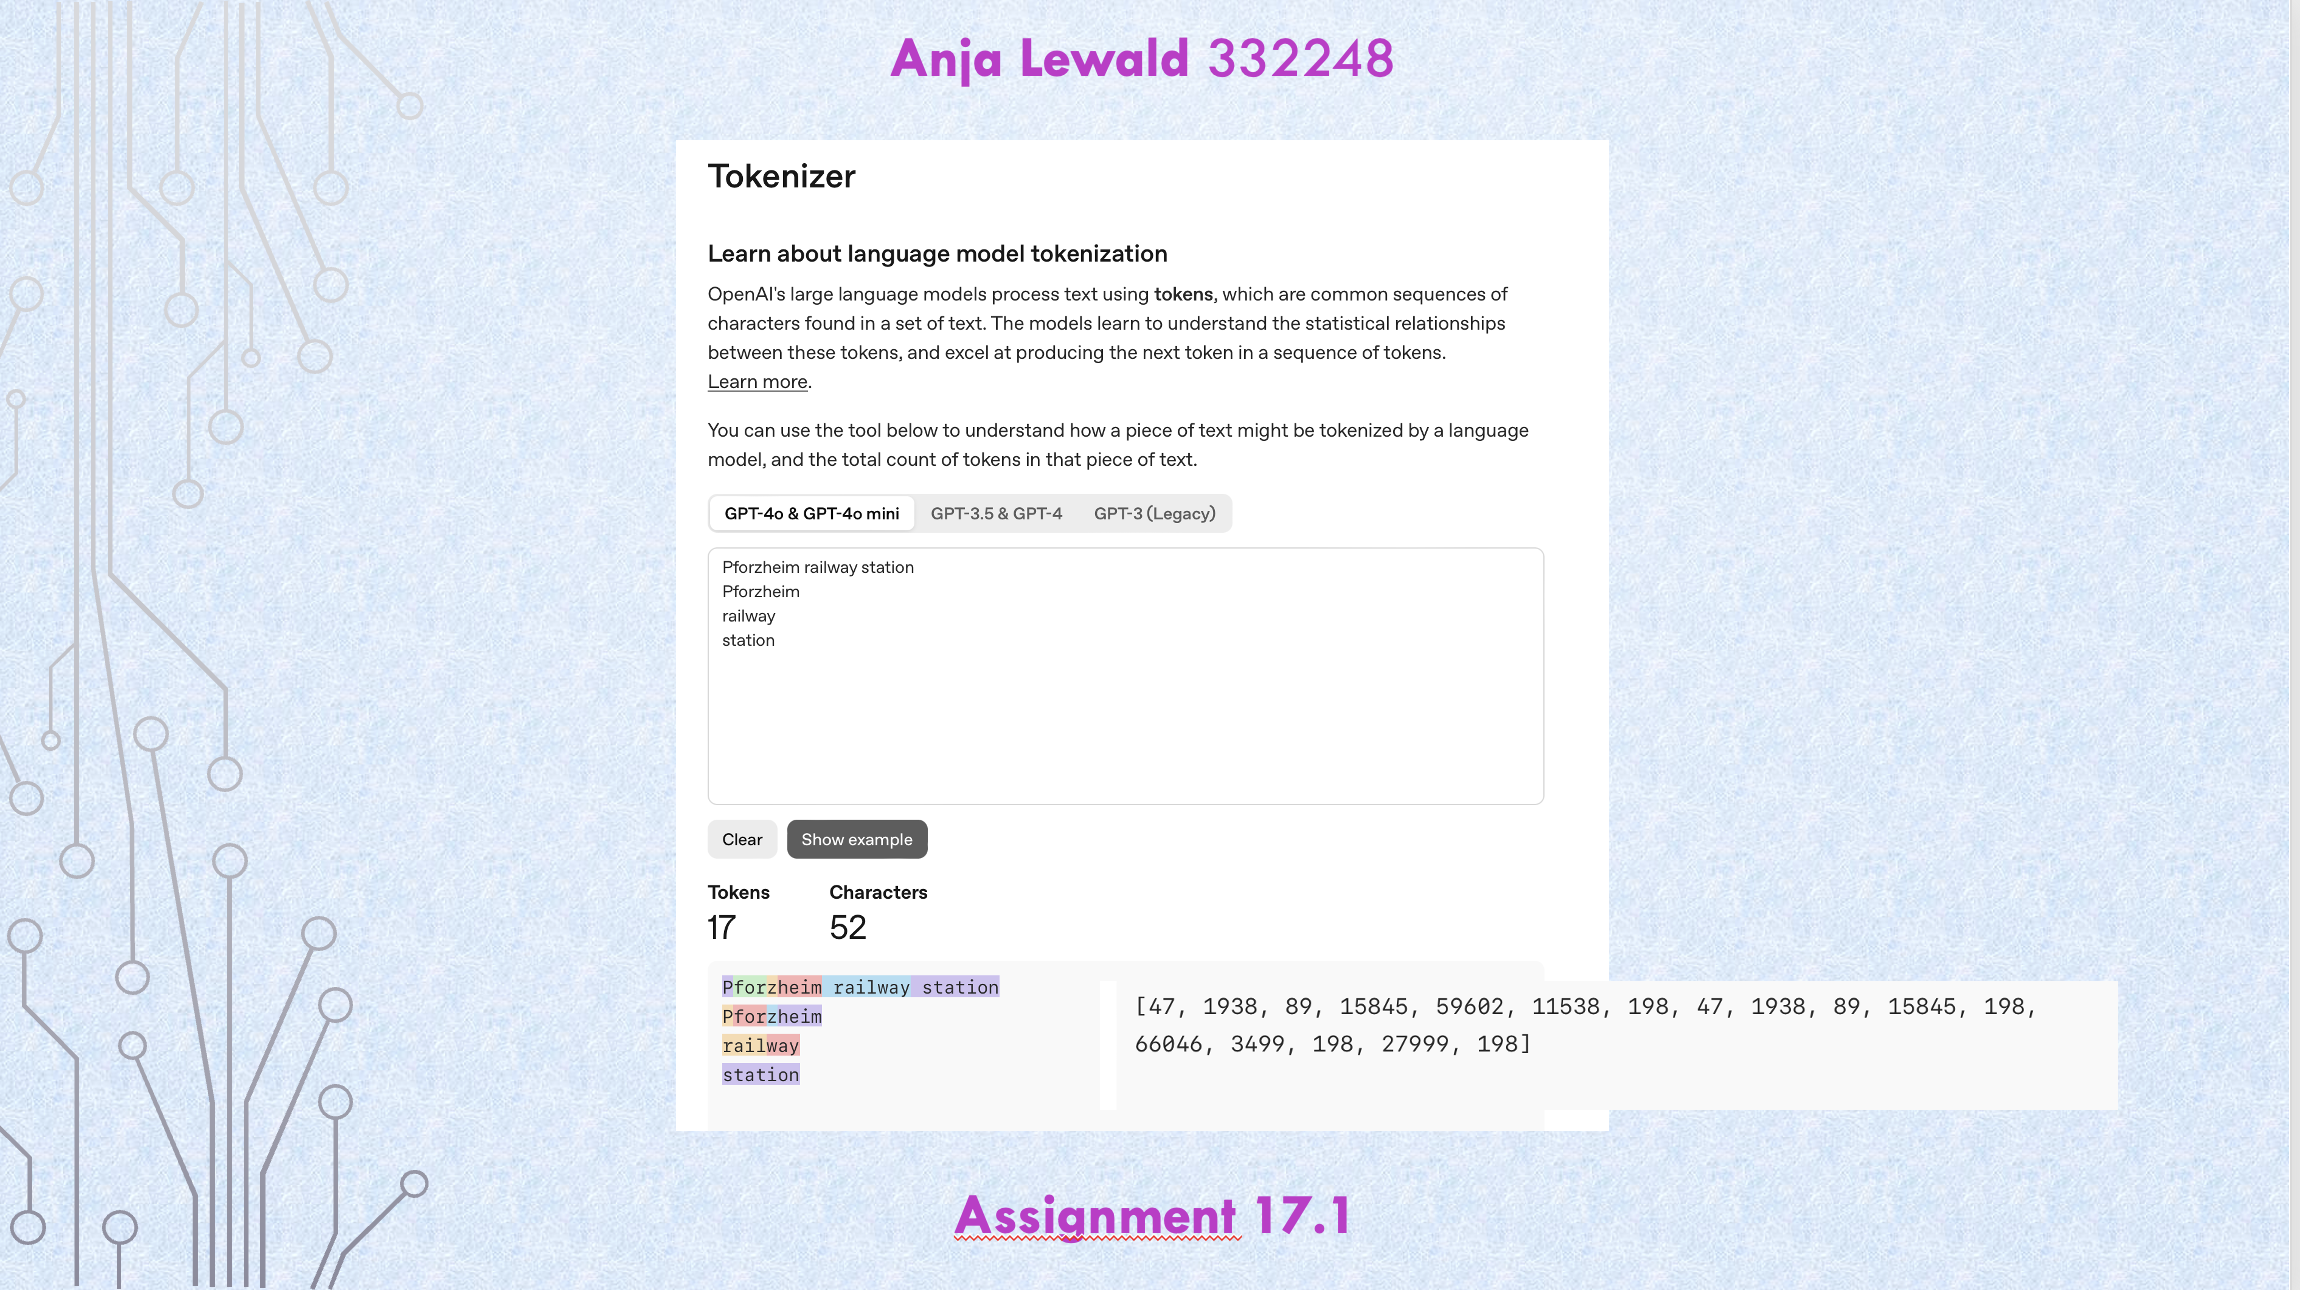 Anja Lewald 332248
Tokenizer
Learn about language model tokenization
OpenAI's large language models process text using tokens, which are common sequences of
characters found in a set of text. The models learn to understand the statistical relationships
between these tokens, and excel at producing the next token in a sequence of tokens.
Learn more.
You can use the tool below to understand how a piece of text might be tokenized by a language
model, and the total count of tokens in that piece of text.
GPT-4o & GPT-4o mini GPT-3.5 & GPT-4 GPT-3 (Legacy)
Pforzheim railway station
Pforzheim
railway
station
Clear Show example
Tokens Characters
17 52
Pforzheim railway station
Pforzheim
railway
station
[47, 1938, 89, 15845, 59602, 11538, 198, 47, 1938, 89, 15845, 198,
66046, 3499, 198, 27999, 198]
Assignment 17.1